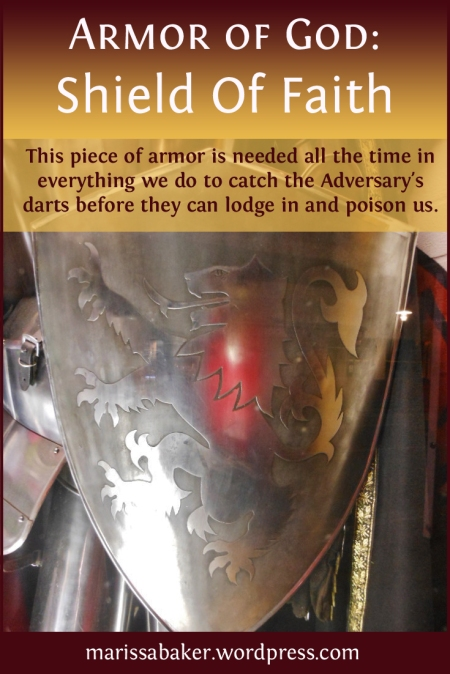 Armor of God:
Shield Of Faith
This piece of armor is needed all the time in
everything we do to catch the Adversary's
darts before they can lodge in and poison us.
marissabaker.wordpress.com